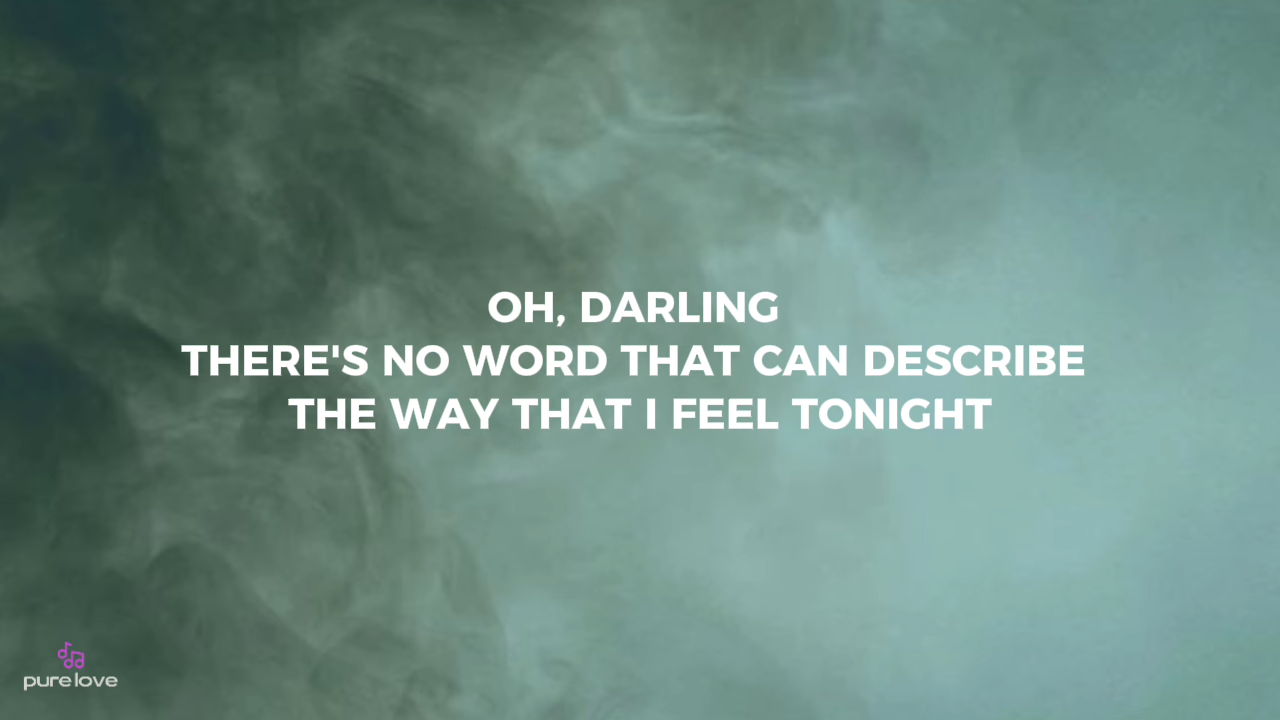 OH, DARLING
THERE'S NO WORD THAT CAN DESCRIBE
THE WAY THAT I FEEL TONIGHT
pure love